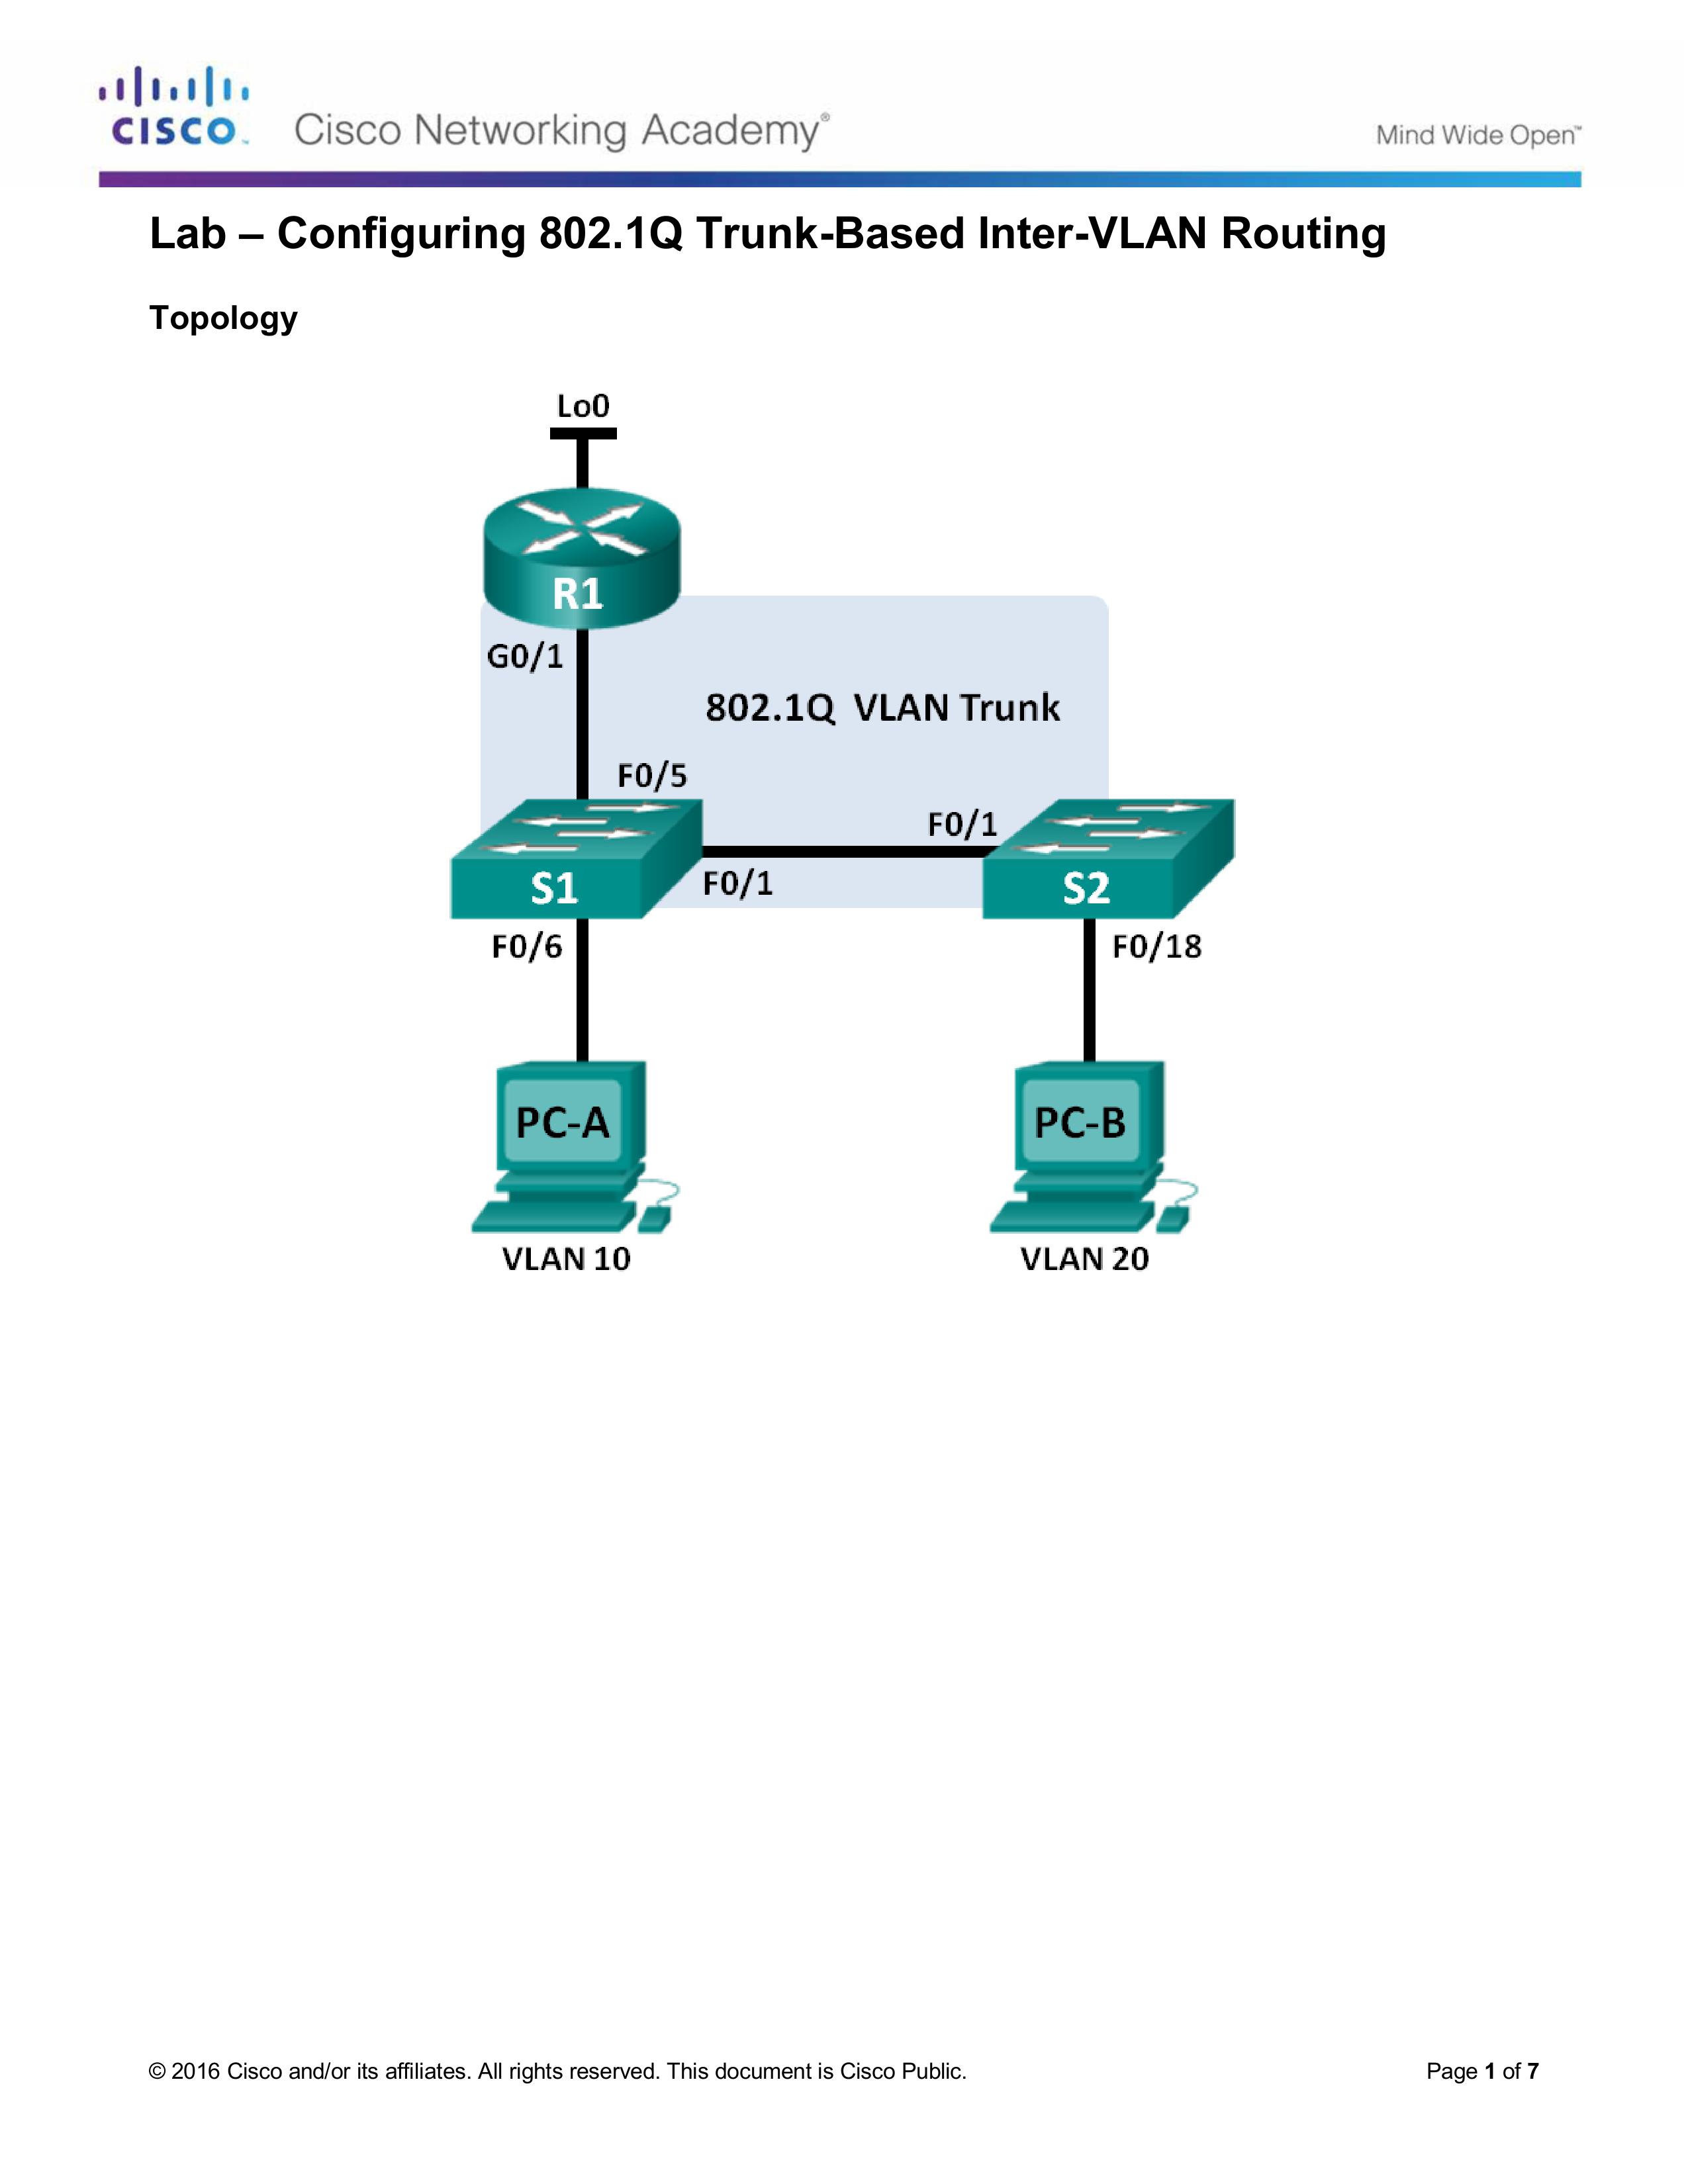 CISCO™ Cisco Networking Academy® Mind Wide Open™
Lab – Configuring 802.1Q Trunk-Based Inter-VLAN Routing
Topology
Lo0
R1
G0/1
802.1Q VLAN Trunk
F0/5
F0/1
S1
F0/1
S2
F0/6
F0/18
PC-A
PC-B
VLAN 10
VLAN 20
© 2016 Cisco and/or its affiliates. All rights reserved. This document is Cisco Public. Page 1 of 7